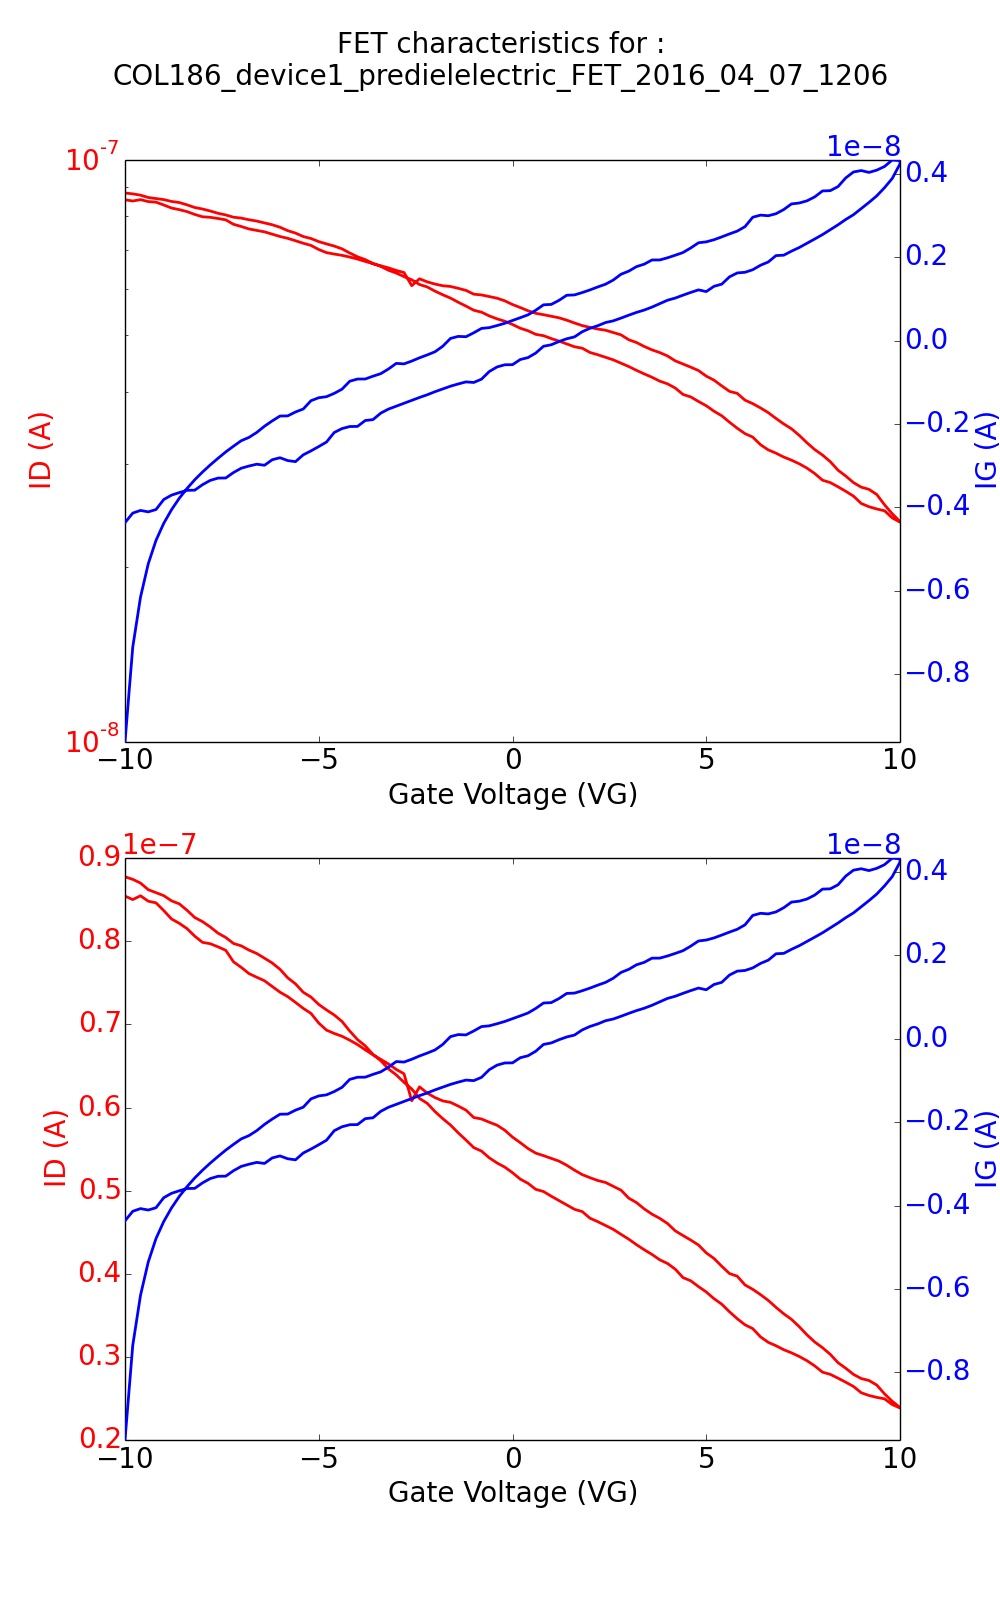 FET characteristics for :
COL186_device1_predielelectric_FET_2016_04_07_1206
10^-7
1e−8
0.4
0.2
0.0
−0.2
−0.4
−0.6
−0.8
ID (A)
IG (A)
10^-8
−10 −5 0 5 10
Gate Voltage (VG)
1e−7
1e−8
0.9
0.8
0.7
0.6
0.5
0.4
0.3
0.2
ID (A)
0.4
0.2
0.0
−0.2
−0.4
−0.6
−0.8
IG (A)
−10 −5 0 5 10
Gate Voltage (VG)